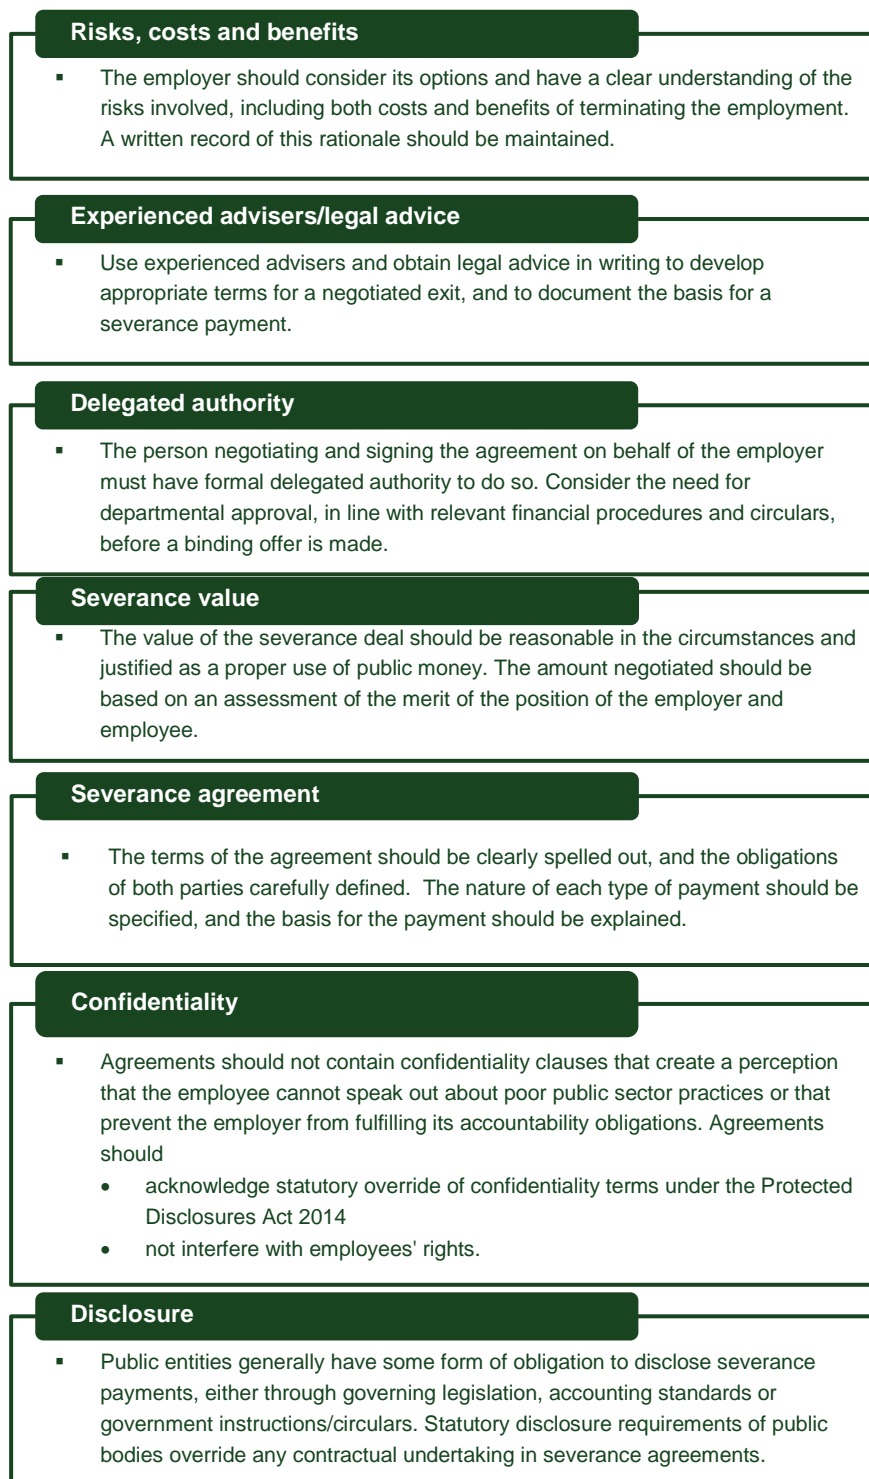 Risks, costs and benefits
▪ The employer should consider its options and have a clear understanding of the
risks involved, including both costs and benefits of terminating the employment.
A written record of this rationale should be maintained.
Experienced advisers/legal advice
▪ Use experienced advisers and obtain legal advice in writing to develop
appropriate terms for a negotiated exit, and to document the basis for a
severance payment.
Delegated authority
▪ The person negotiating and signing the agreement on behalf of the employer
must have formal delegated authority to do so. Consider the need for
departmental approval, in line with relevant financial procedures and circulars,
before a binding offer is made.
Severance value
▪ The value of the severance deal should be reasonable in the circumstances and
justified as a proper use of public money. The amount negotiated should be
based on an assessment of the merit of the position of the employer and
employee.
Severance agreement
▪ The terms of the agreement should be clearly spelled out, and the obligations
of both parties carefully defined.  The nature of each type of payment should be
specified, and the basis for the payment should be explained.
Confidentiality
▪ Agreements should not contain confidentiality clauses that create a perception
that the employee cannot speak out about poor public sector practices or that
prevent the employer from fulfilling its accountability obligations. Agreements
should
• acknowledge statutory override of confidentiality terms under the Protected
Disclosures Act 2014
• not interfere with employees' rights.
Disclosure
▪ Public entities generally have some form of obligation to disclose severance
payments, either through governing legislation, accounting standards or
government instructions/circulars. Statutory disclosure requirements of public
bodies override any contractual undertaking in severance agreements.